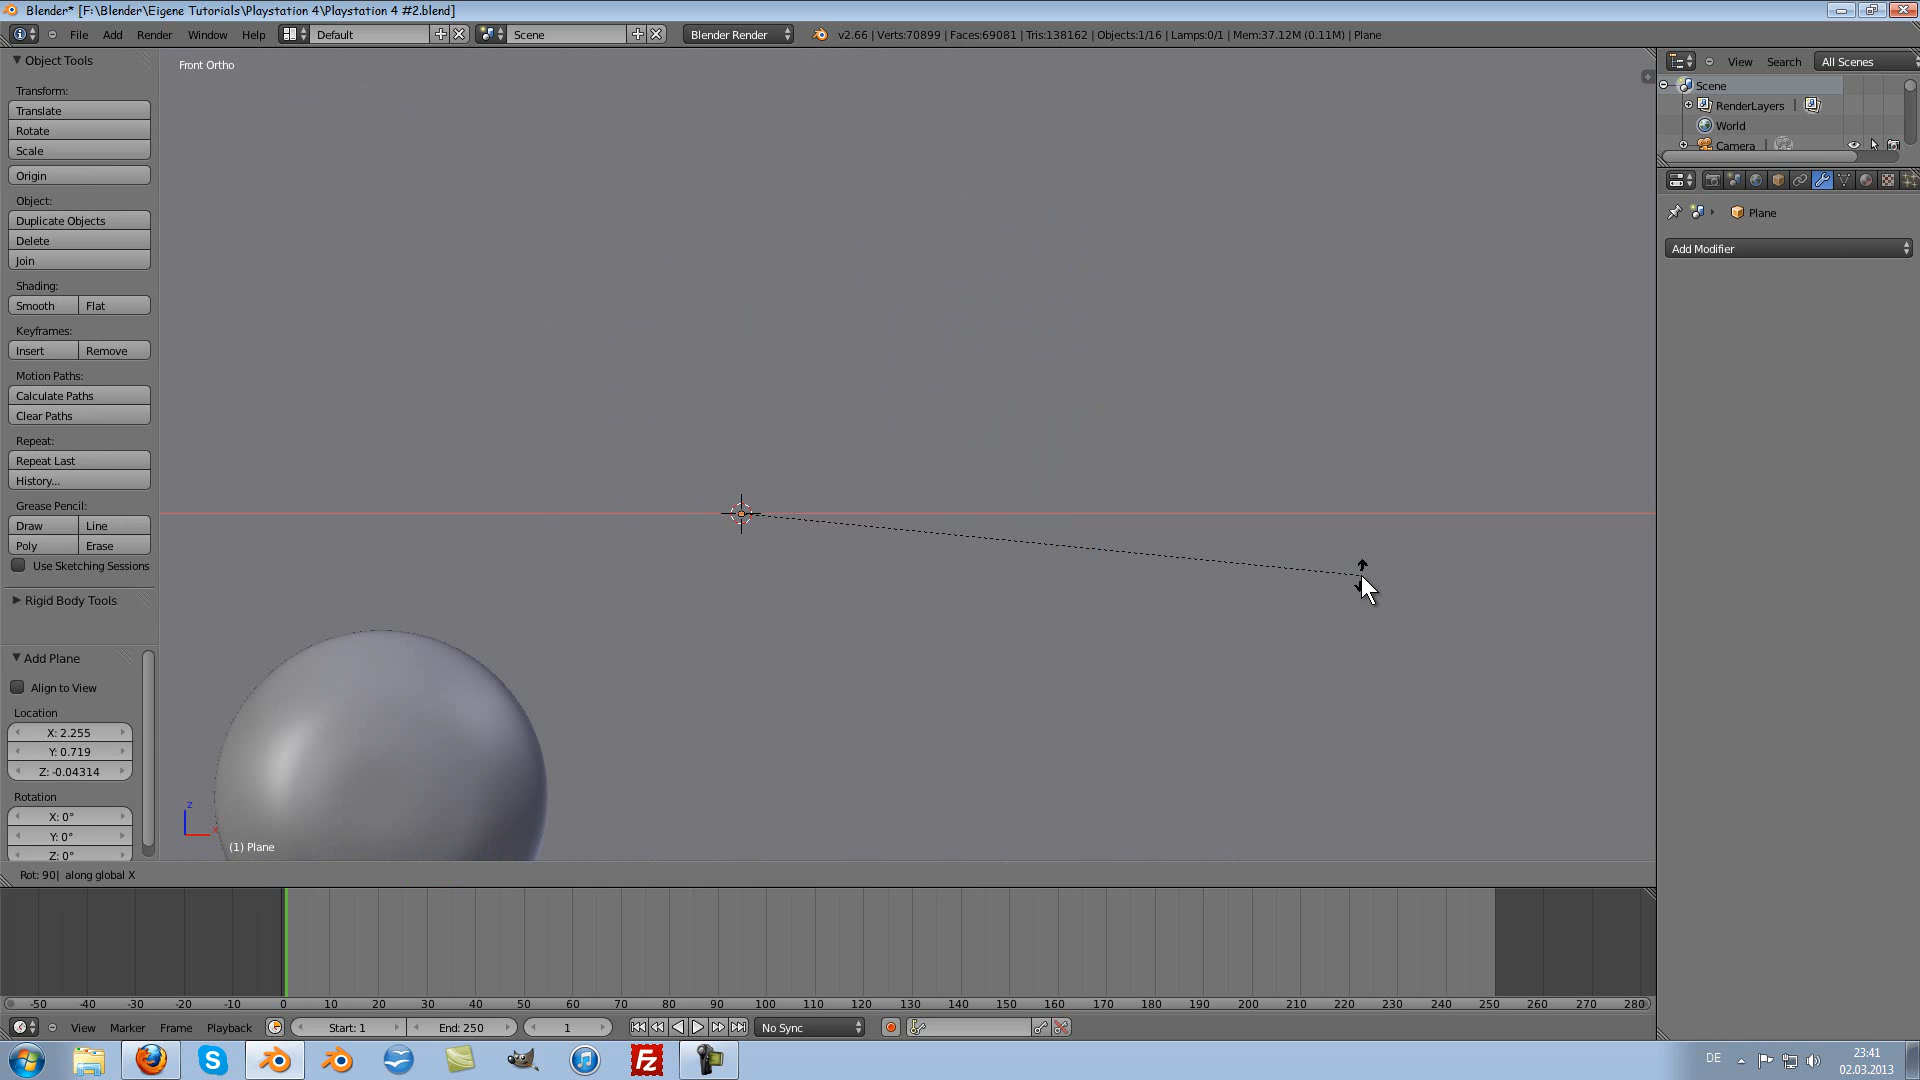 Blender* [F:\Blender\Eigene Tutorials\Playstation 4\Playstation 4 #2.blend]
File Add Render Window Help Default Scene Blender Render v2.66 | Verts:70899 | Faces:69081 | Tris:138162 | Objects:1/16 | Lamps:0/1 | Mem:37.12M (0.11M) | Plane
Object Tools
Front Ortho
View Search All Scenes
Scene
RenderLayers
World
Camera
Plane
Add Modifier
Transform:
Translate
Rotate
Scale
Origin
Object:
Duplicate Objects
Delete
Join
Shading:
Smooth Flat
Keyframes:
Insert Remove
Motion Paths:
Calculate Paths
Clear Paths
Repeat:
Repeat Last
History...
Grease Pencil:
Draw Line
Poly Erase
Use Sketching Sessions
Rigid Body Tools
Add Plane
Align to View
Location
X: 2.255
Y: 0.719
Z: -0.04314
Rotation
X: 0°
Y: 0°
Z: 0°
z
x
(1) Plane
Rot: 90| along global X
-50 -40 -30 -20 -10 0 10 20 30 40 50 60 70 80 90 100 110 120 130 140 150 160 170 180 190 200 210 220 230 240 250 260 270 280
View Marker Frame Playback Start: 1 End: 250 1 No Sync
DE
23:41
02.03.2013
Fz